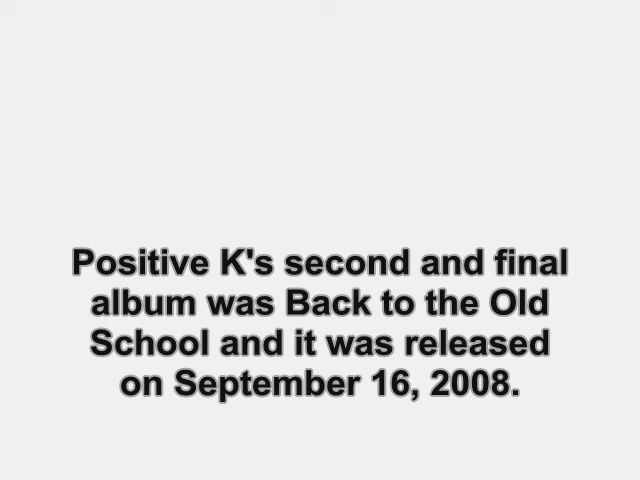 Positive K's second and final
album was Back to the Old
School and it was released
on September 16, 2008.